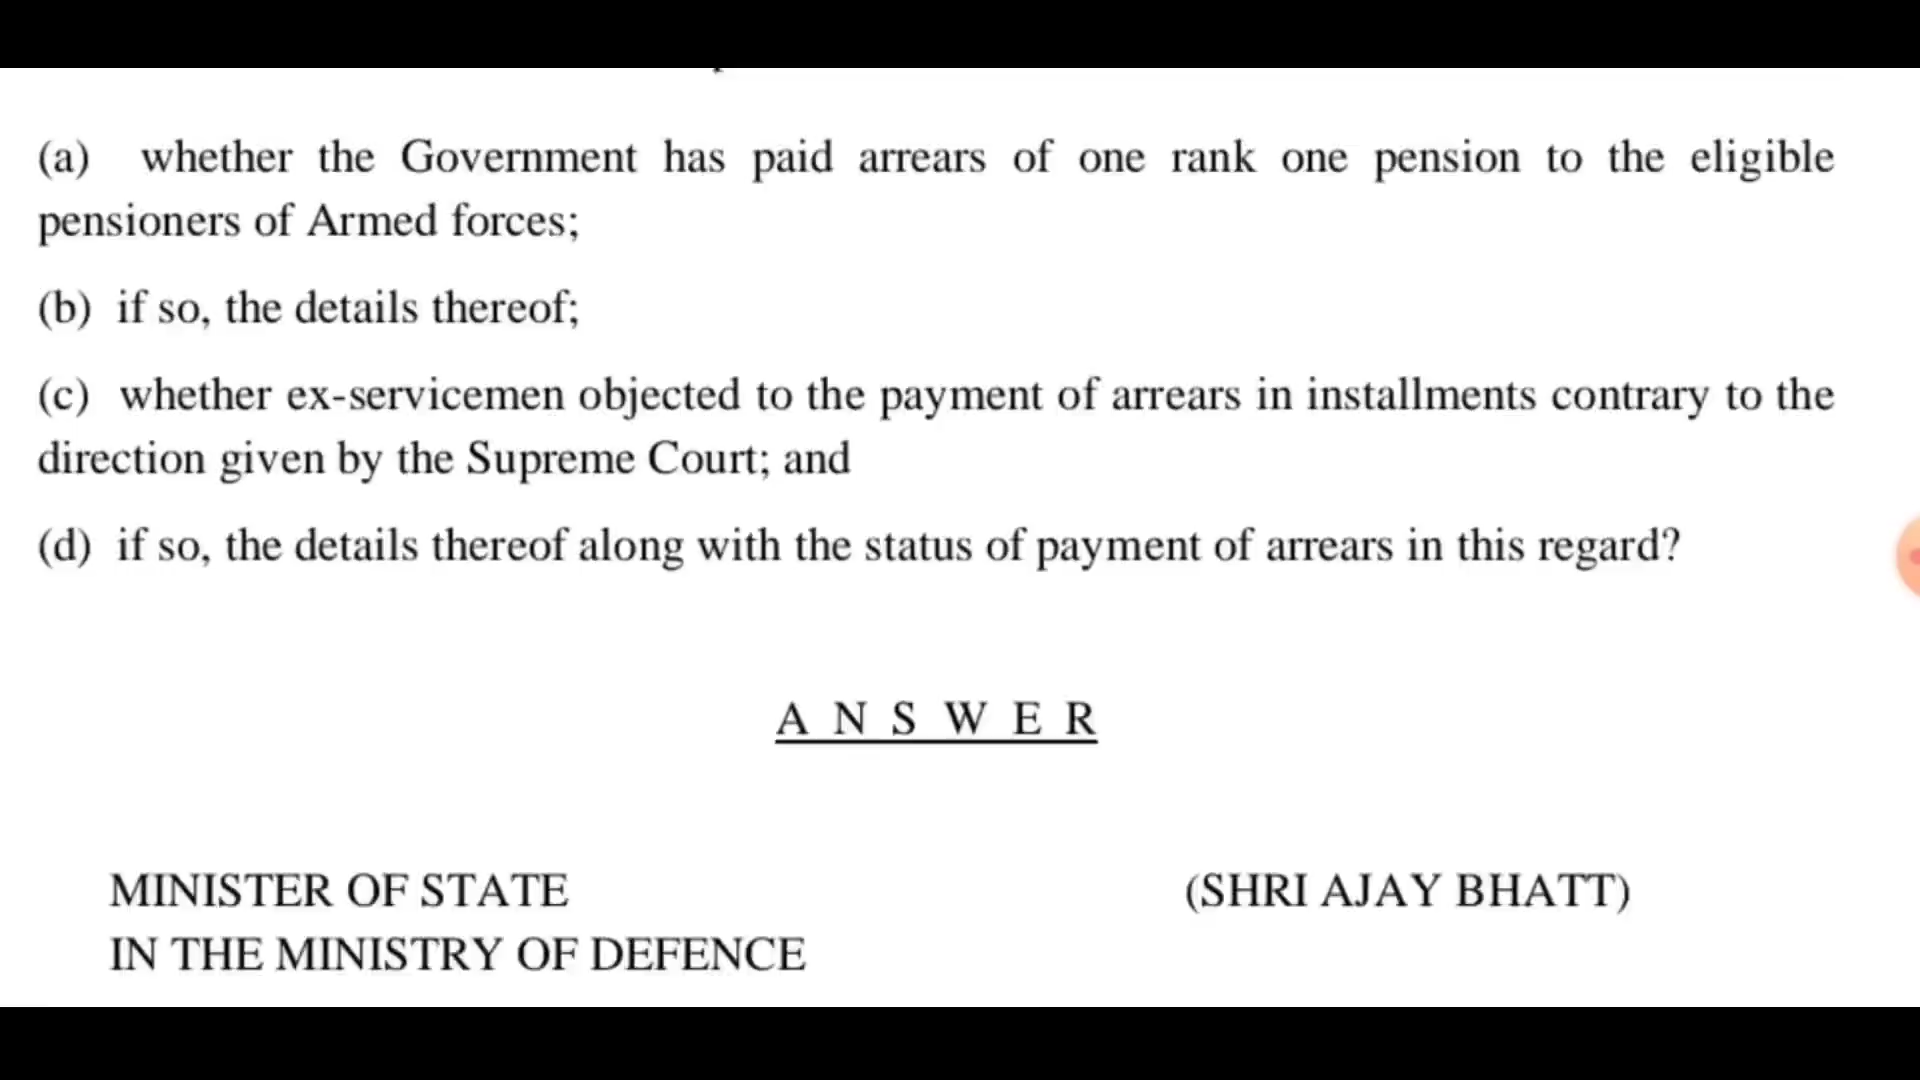 (a) whether the Government has paid arrears of one rank one pension to the eligible
pensioners of Armed forces;
(b) if so, the details thereof;
(c) whether ex-servicemen objected to the payment of arrears in installments contrary to the
direction given by the Supreme Court; and
(d) if so, the details thereof along with the status of payment of arrears in this regard?
A N S W E R
MINISTER OF STATE (SHRI AJAY BHATT)
IN THE MINISTRY OF DEFENCE